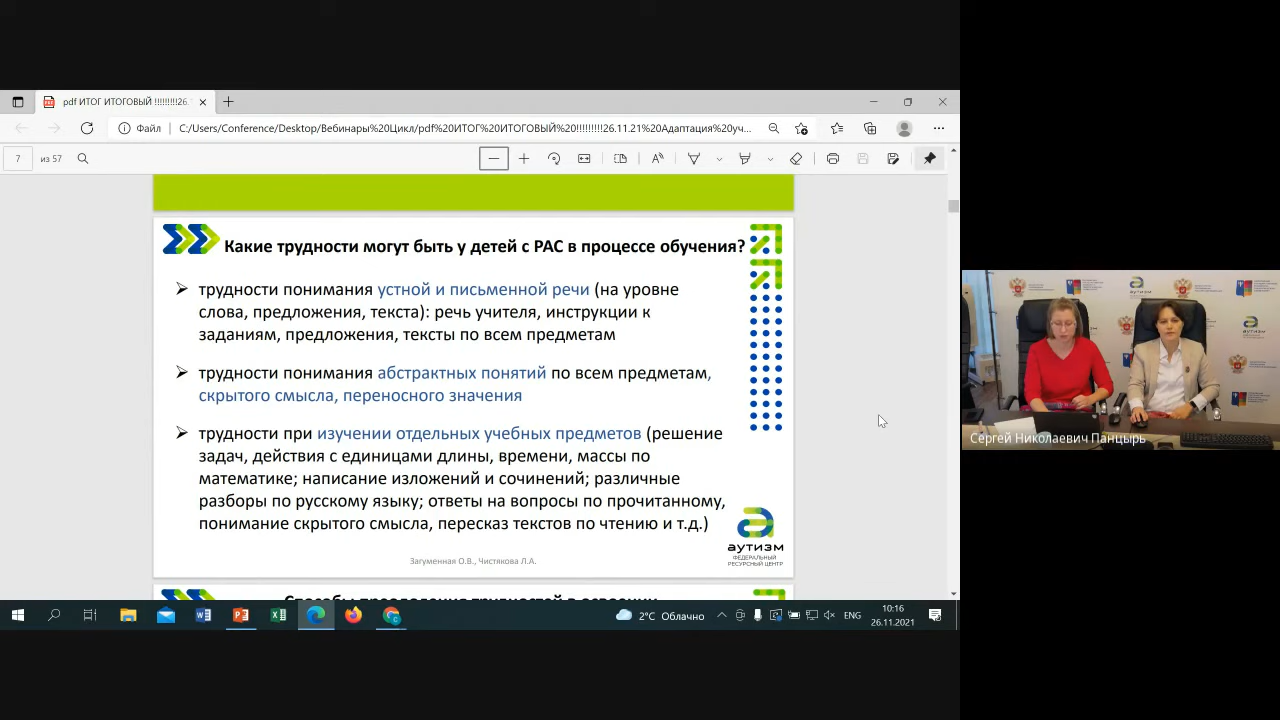 pdf ИТОГ ИТОГОВЫЙ !!!!!!!!!26.
Файл
C:/Users/Conference/Desktop/Вебинары%20Цикл/pdf%20ИТОГ%20ИТОГОВЫЙ%20!!!!!!!!!26.11.21%20Адаптация%20уч...
7 из 57
Какие трудности могут быть у детей с РАС в процессе обучения?
трудности понимания устной и письменной речи (на уровне
слова, предложения, текста): речь учителя, инструкции к
заданиям, предложения, тексты по всем предметам
трудности понимания абстрактных понятий по всем предметам,
скрытого смысла, переносного значения
трудности при изучении отдельных учебных предметов (решение
задач, действия с единицами длины, времени, массы по
математике; написание изложений и сочинений; различные
разборы по русскому языку; ответы на вопросы по прочитанному,
понимание скрытого смысла, пересказ текстов по чтению и т.д.)
аутизм
ФЕДЕРАЛЬНЫЙ
РЕСУРСНЫЙ ЦЕНТР
Загуменная О.В., Чистякова Л.А.
Способы преодоления трудностей в освоении
2°C Облачно
ENG
10:16
26.11.2021
Сергей Николаевич Панцырь